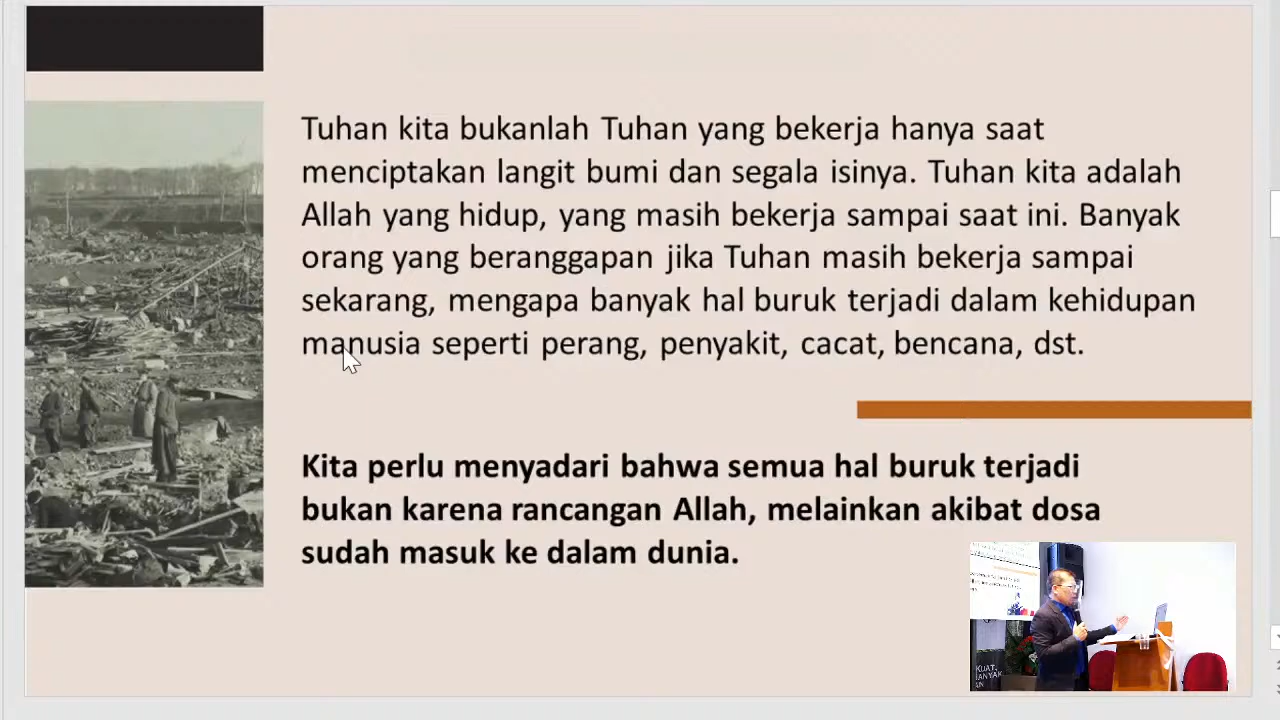 Tuhan kita bukanlah Tuhan yang bekerja hanya saat
menciptakan langit bumi dan segala isinya. Tuhan kita adalah
Allah yang hidup, yang masih bekerja sampai saat ini. Banyak
orang yang beranggapan jika Tuhan masih bekerja sampai
sekarang, mengapa banyak hal buruk terjadi dalam kehidupan
manusia seperti perang, penyakit, cacat, bencana, dst.
Kita perlu menyadari bahwa semua hal buruk terjadi
bukan karena rancangan Allah, melainkan akibat dosa
sudah masuk ke dalam dunia.
KUAT,